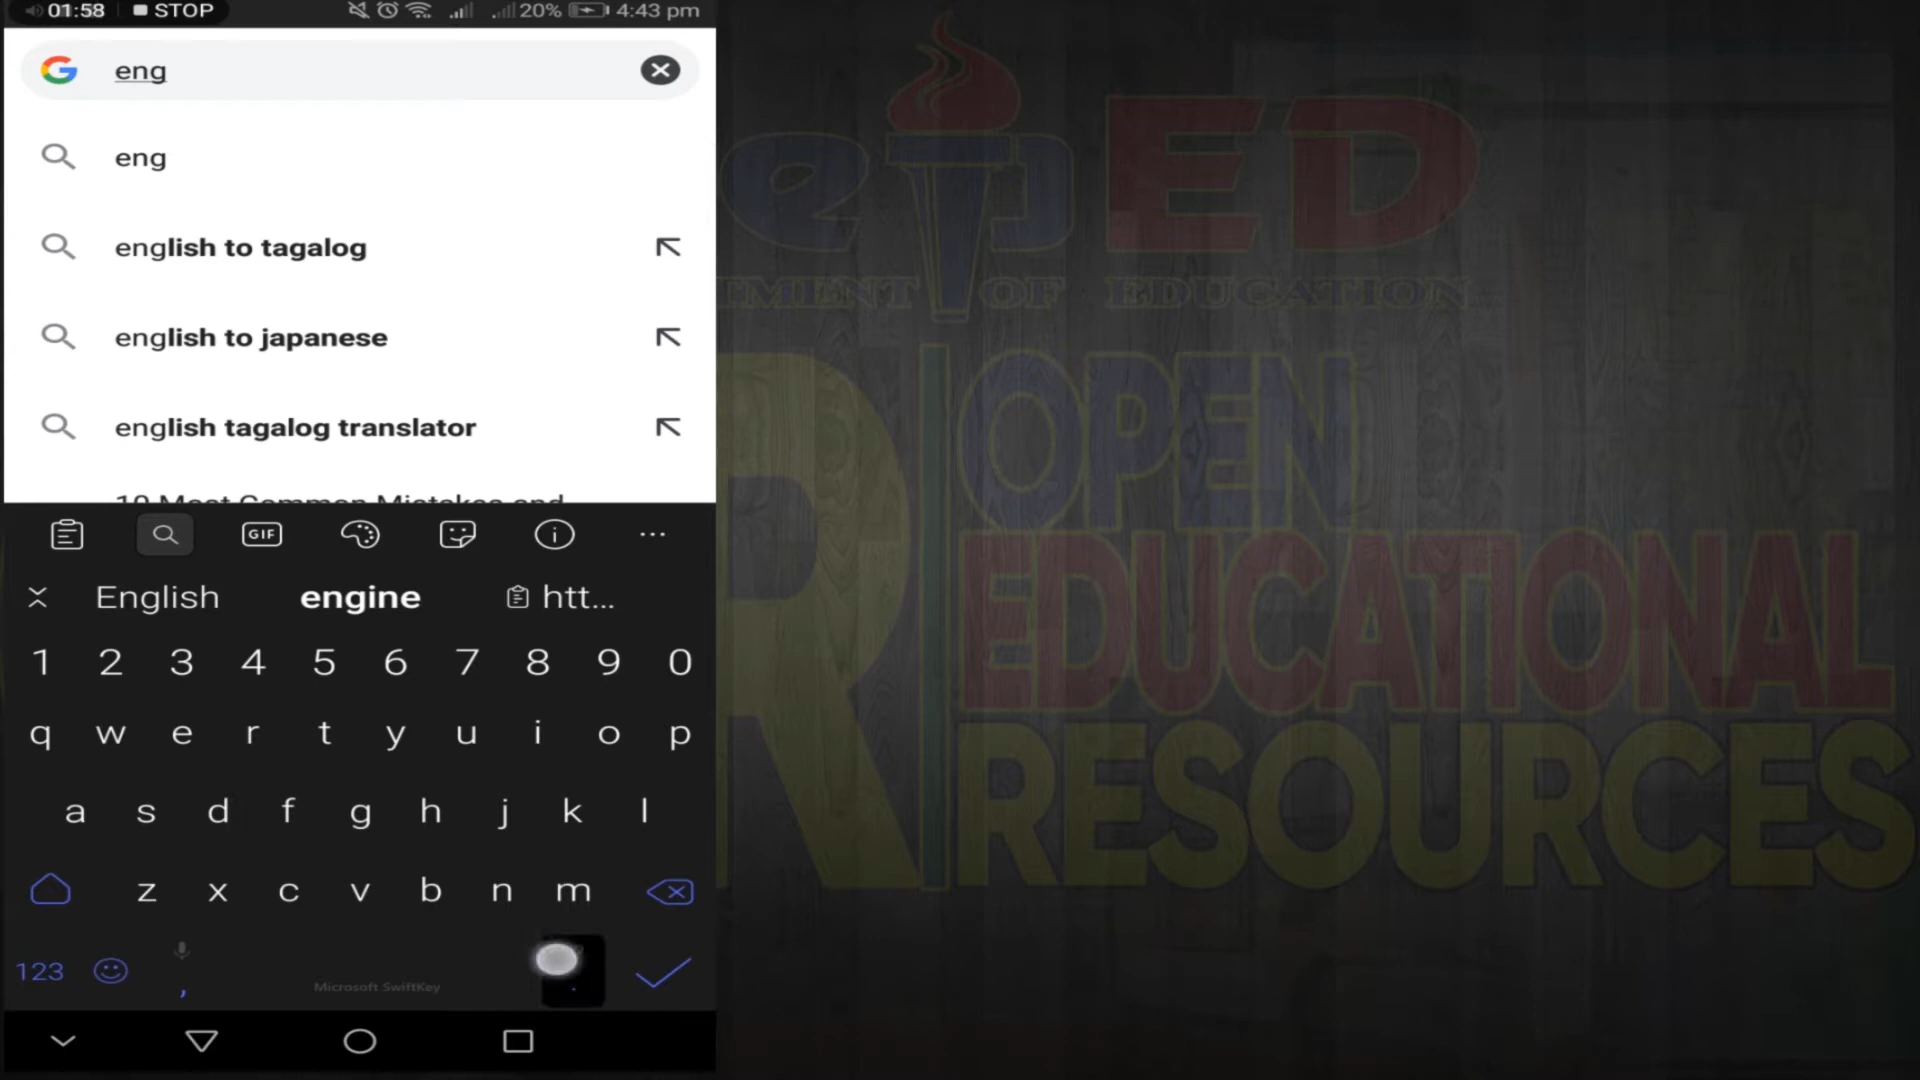 01:58 STOP 20% 4:43 pm
eng
eng
english to tagalog
english to japanese
english tagalog translator
10 Most Common Mistakes and
GIF
English engine htt...
1 2 3 4 5 6 7 8 9 0
q w e r t y u i o p
a s d f g h j k l
z x c v b n m
123 , Microsoft SwiftKey .
ED
TMENT OF EDUCATION
R OPEN
EDUCATIONAL
RESOURCES